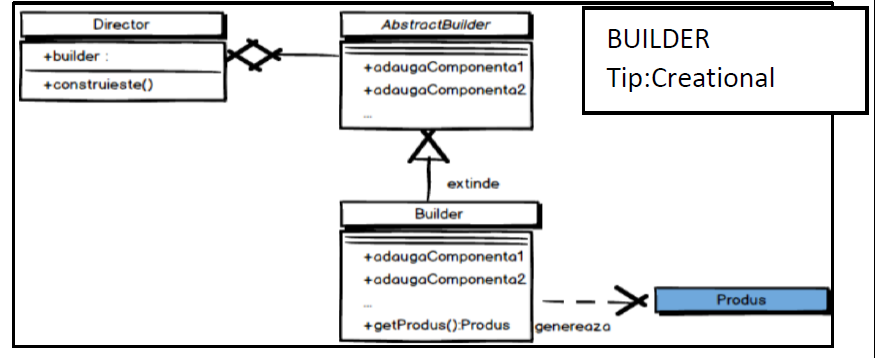 Director
+builder :
+construieste()
AbstractBuilder
+adaugaComponenta1
+adaugaComponenta2
...
BUILDER
Tip:Creational
extinde
Builder
+adaugaComponenta1
+adaugaComponenta2
...
+getProdus():Produs
genereaza
Produs